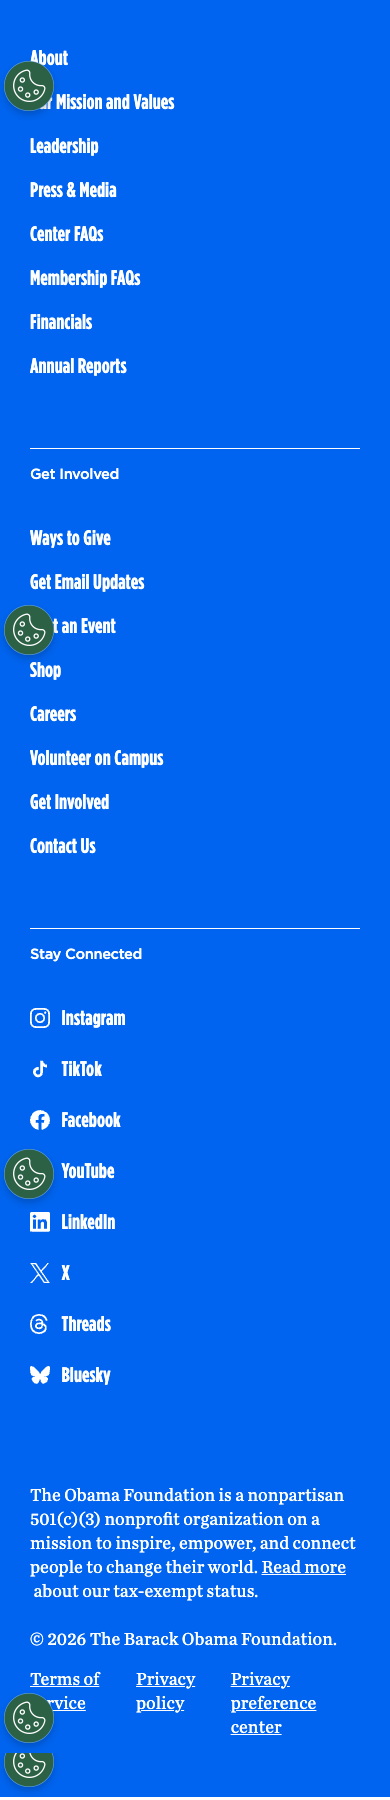 About
Mission and Values
Leadership
Press & Media
Center FAQs
Membership FAQs
Financials
Annual Reports
Get Involved
Ways to Give
Get Email Updates
an Event
Shop
Careers
Volunteer on Campus
Get Involved
Contact Us
Stay Connected
Instagram
TikTok
Facebook
YouTube
LinkedIn
X
Threads
Bluesky
The Obama Foundation is a nonpartisan
501(c)(3) nonprofit organization on a
mission to inspire, empower, and connect
people to change their world. Read more
about our tax-exempt status.
© 2026 The Barack Obama Foundation.
Terms of
Privacy policy
Privacy preference center